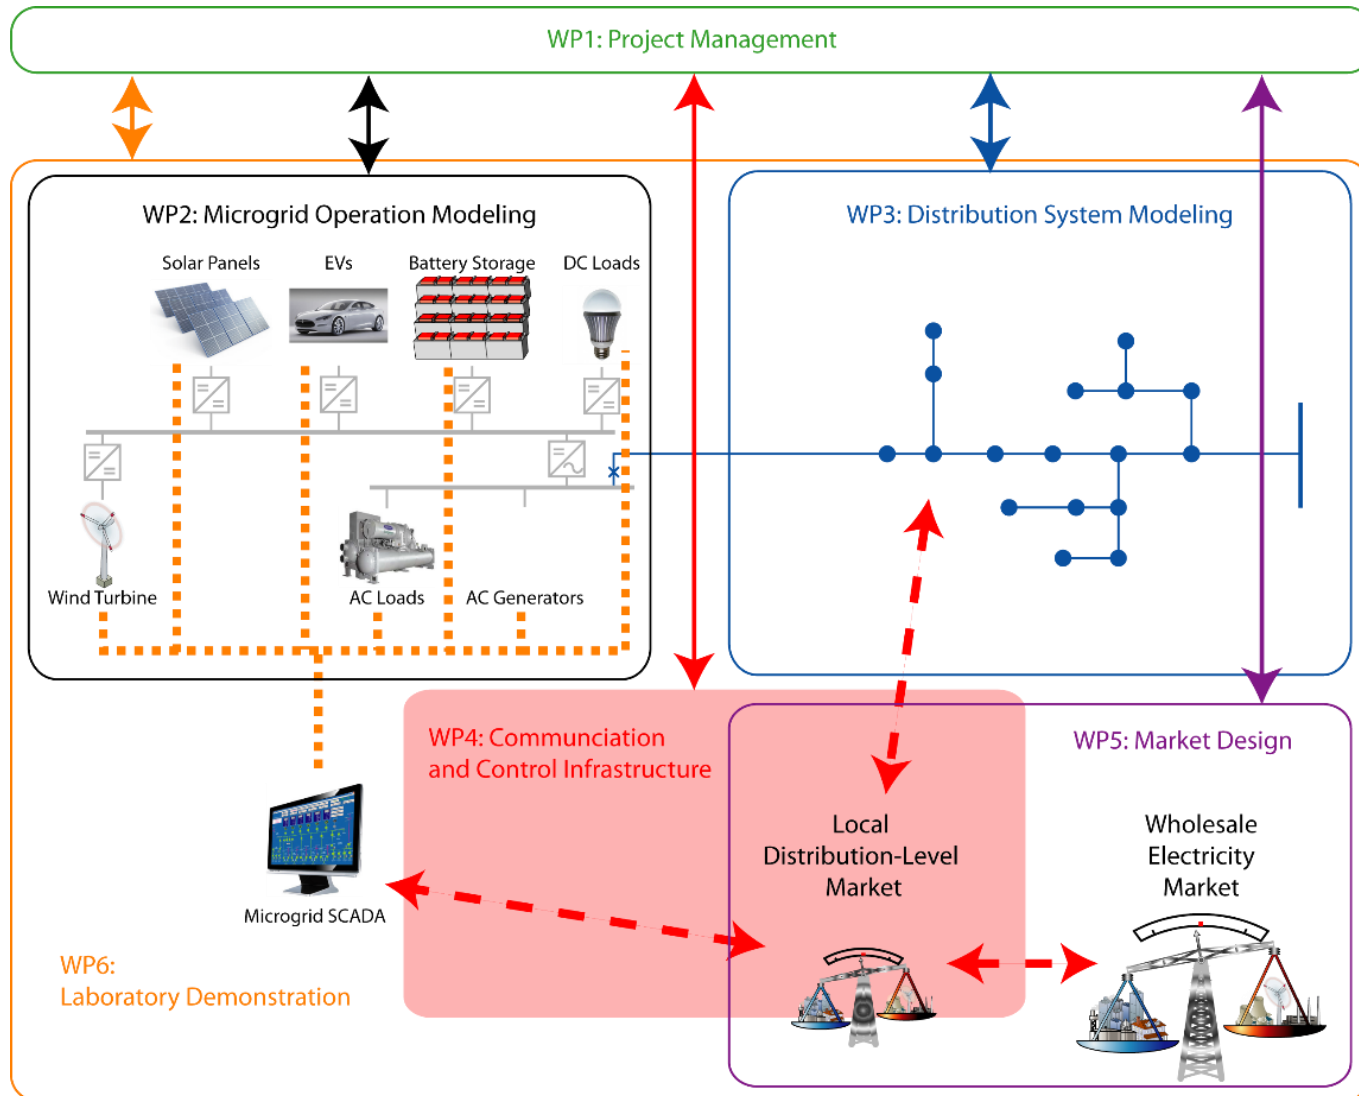 WP1: Project Management
WP2: Microgrid Operation Modeling
Solar Panels
EVs
Battery Storage
DC Loads
Wind Turbine
AC Loads
AC Generators
WP3: Distribution System Modeling
WP4: Communciation
and Control Infrastructure
WP5: Market Design
Local
Distribution-Level
Market
Wholesale
Electricity
Market
Microgrid SCADA
WP6:
Laboratory Demonstration